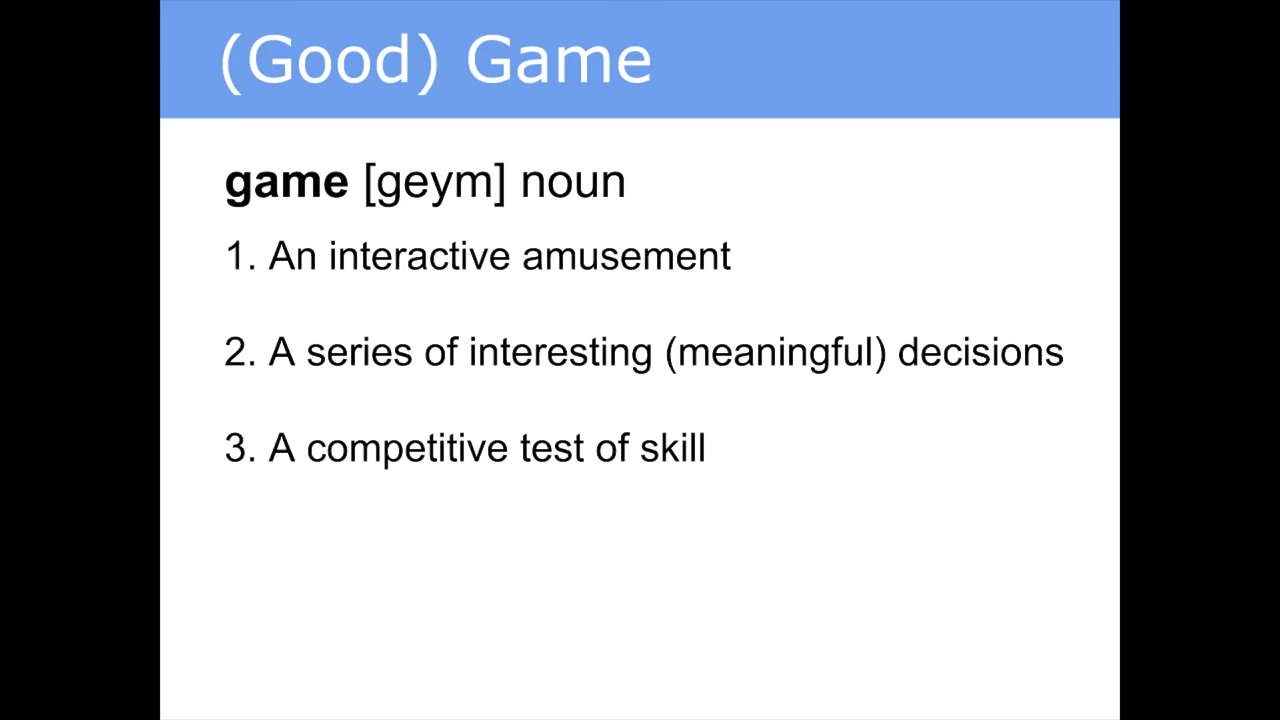 (Good) Game
game [geym] noun
1. An interactive amusement
2. A series of interesting (meaningful) decisions
3. A competitive test of skill